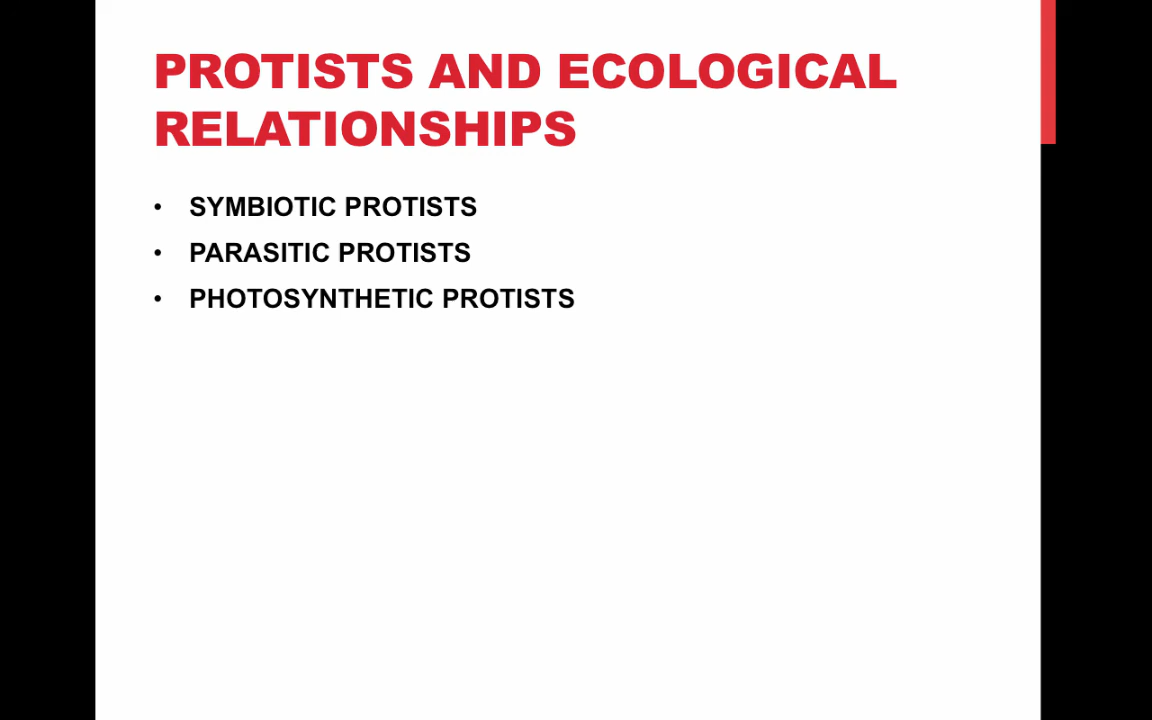 PROTISTS AND ECOLOGICAL
RELATIONSHIPS
• SYMBIOTIC PROTISTS
• PARASITIC PROTISTS
• PHOTOSYNTHETIC PROTISTS